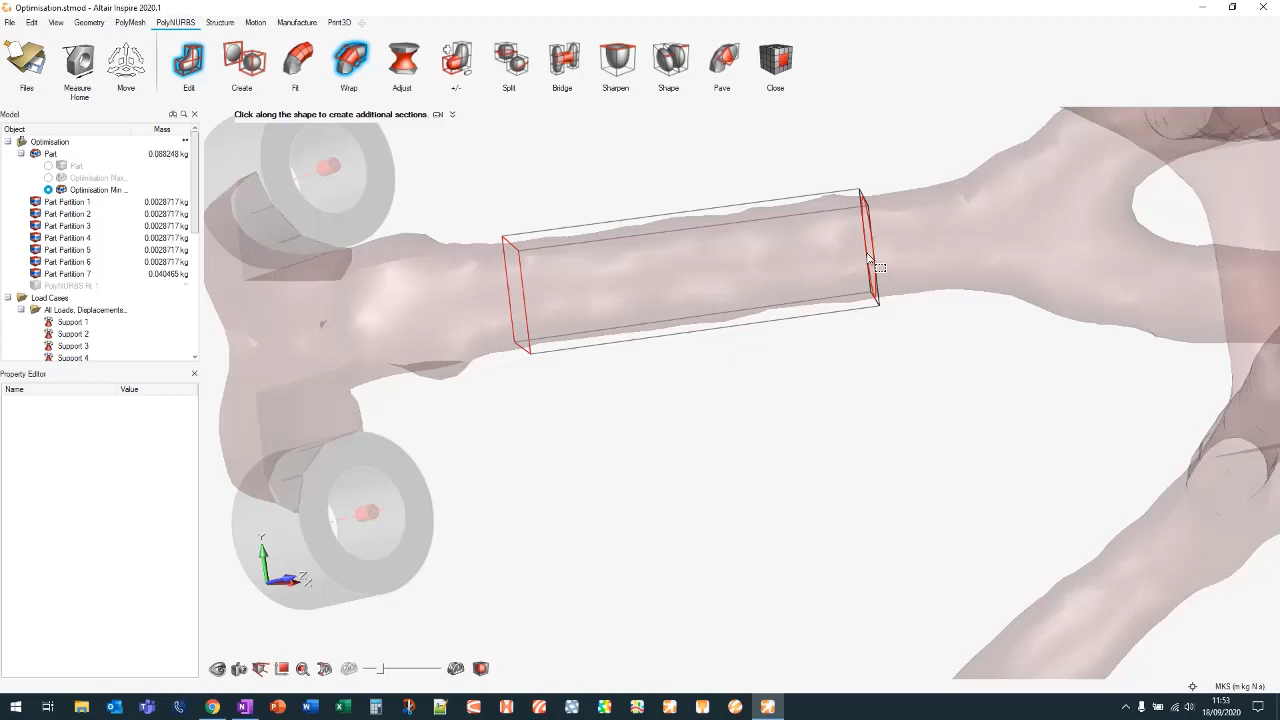 Optimisation.stmod - Altair Inspire 2020.1
File Edit View Geometry PolyMesh PolyNURBS Structure Motion Manufacture Print3D
Files Measure Move Edit Create Fit Wrap Adjust +/- Split Bridge Sharpen Shape Pave Close
Home
Model
Click along the shape to create additional sections.
Object Mass
Optimisation
Part 0.088248 kg
Part
Optimisation Max...
Optimisation Min ...
Part Partition 1 0.0028717 kg
Part Partition 2 0.0028717 kg
Part Partition 3 0.0028717 kg
Part Partition 4 0.0028717 kg
Part Partition 5 0.0028717 kg
Part Partition 6 0.0028717 kg
Part Partition 7 0.040465 kg
PolyNURBS Fit 1
Load Cases
All Loads, Displacements...
Support 1
Support 2
Support 3
Support 4
Property Editor
Name Value
Y
Z
X
MKS (m kg N s)
11:53
18/09/2020